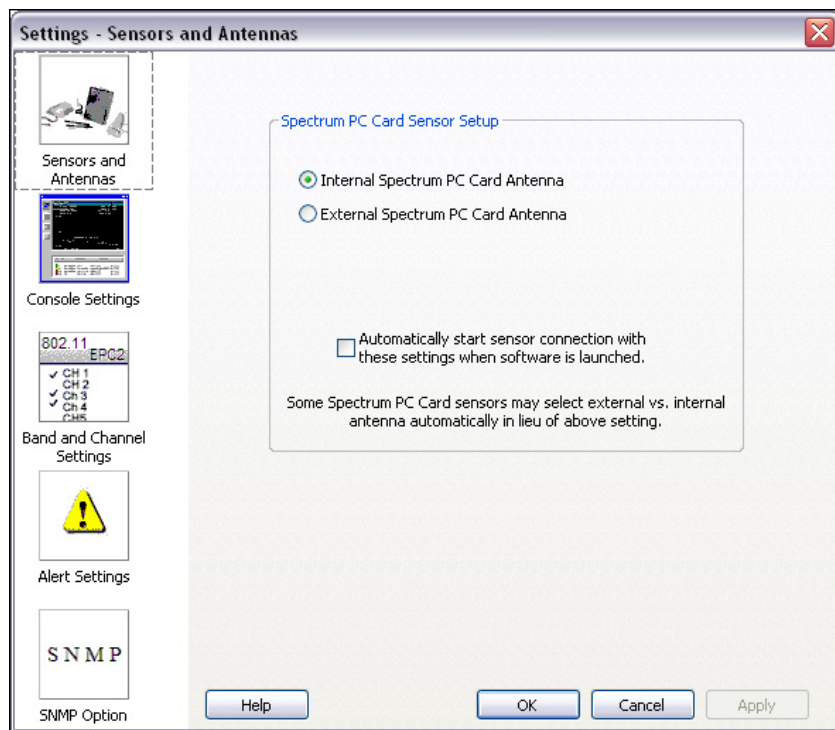 Settings - Sensors and Antennas
Sensors and
Antennas
Console Settings
802.11
EPC2
✓ CH 1
CH 2
✓ Ch 3
✓ Ch 4
CH5
Band and Channel
Settings
Alert Settings
SNMP
SNMP Option
Spectrum PC Card Sensor Setup
Internal Spectrum PC Card Antenna
External Spectrum PC Card Antenna
Automatically start sensor connection with
these settings when software is launched.
Some Spectrum PC Card sensors may select external vs. internal
antenna automatically in lieu of above setting.
Help
OK
Cancel
Apply